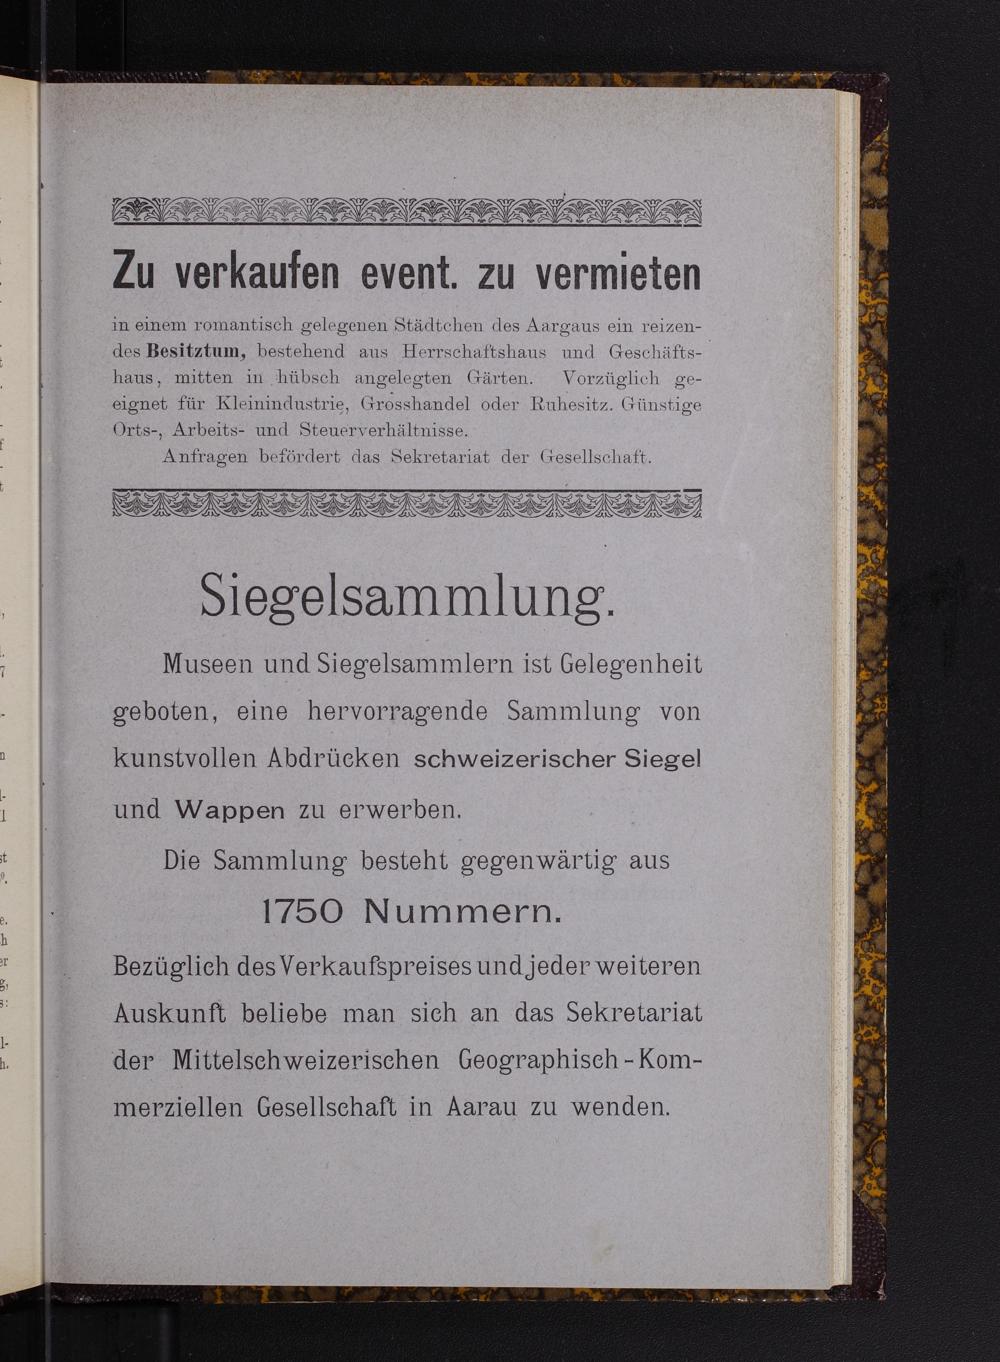 Zu verkaufen event. zu vermieten
in einem romantisch gelegenen Städtchen des Aargaus ein reizen-
des Besitztum, bestehend aus Herrschaftshaus und Geschäfts-
haus, mitten in hübsch angelegten Gärten. Vorzüglich ge-
eignet für Kleinindustrie, Grosshandel oder Ruhesitz. Günstige
Orts-, Arbeits- und Steuerverhältnisse.
Anfragen befördert das Sekretariat der Gesellschaft.
Siegelsammlung.
Museen und Siegelsammlern ist Gelegenheit
geboten, eine hervorragende Sammlung von
kunstvollen Abdrücken schweizerischer Siegel
und Wappen zu erwerben.
Die Sammlung besteht gegenwärtig aus
1750 Nummern.
Bezüglich des Verkaufspreises und jeder weiteren
Auskunft beliebe man sich an das Sekretariat
der Mittelschweizerischen Geographisch-Kom-
merziellen Gesellschaft in Aarau zu wenden.